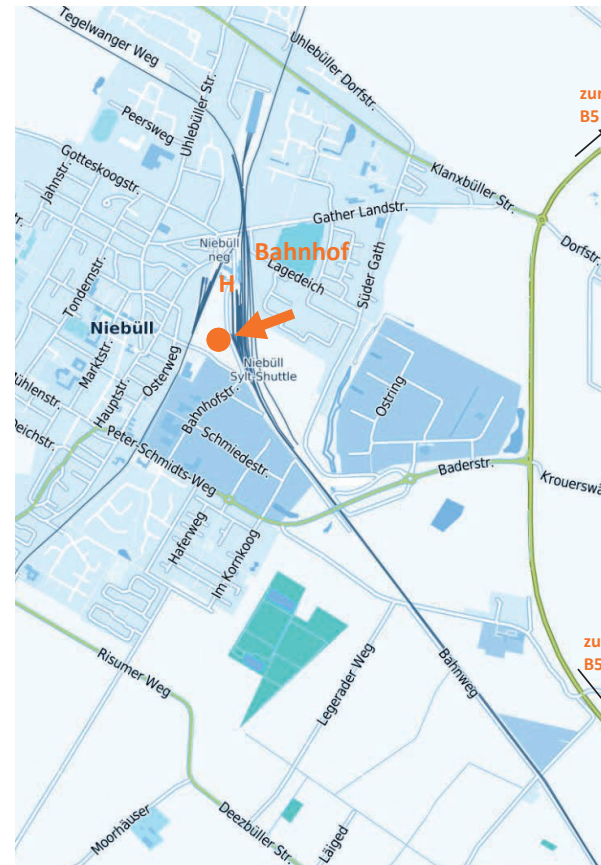 Tegelwanger Weg
Uhlebüller Dorfstr.
Uhlebüller Str.
zur
B5
Peersweg
Gotteskoogstr.
Klanxbüller Str.
Jahnstr.
Gather Landstr.
Dorfstr.
Niebüll
neg
Bahnhof
Lagedeich
Süder Gath
Tondernstr.
H
Niebüll
Marktstr.
Osterweg
Niebüll
Sylt-Shuttle
Ostring
Hauptstr.
Bahnhofstr.
Peter-Schmidts-Weg
Schmiedestr.
Baderstr.
Haferweg
Im Kornkoog
Bahnweg
B5
Risumer Weg
Legerader Weg
Moorhäuser
Deezbüller Str.
Läiged